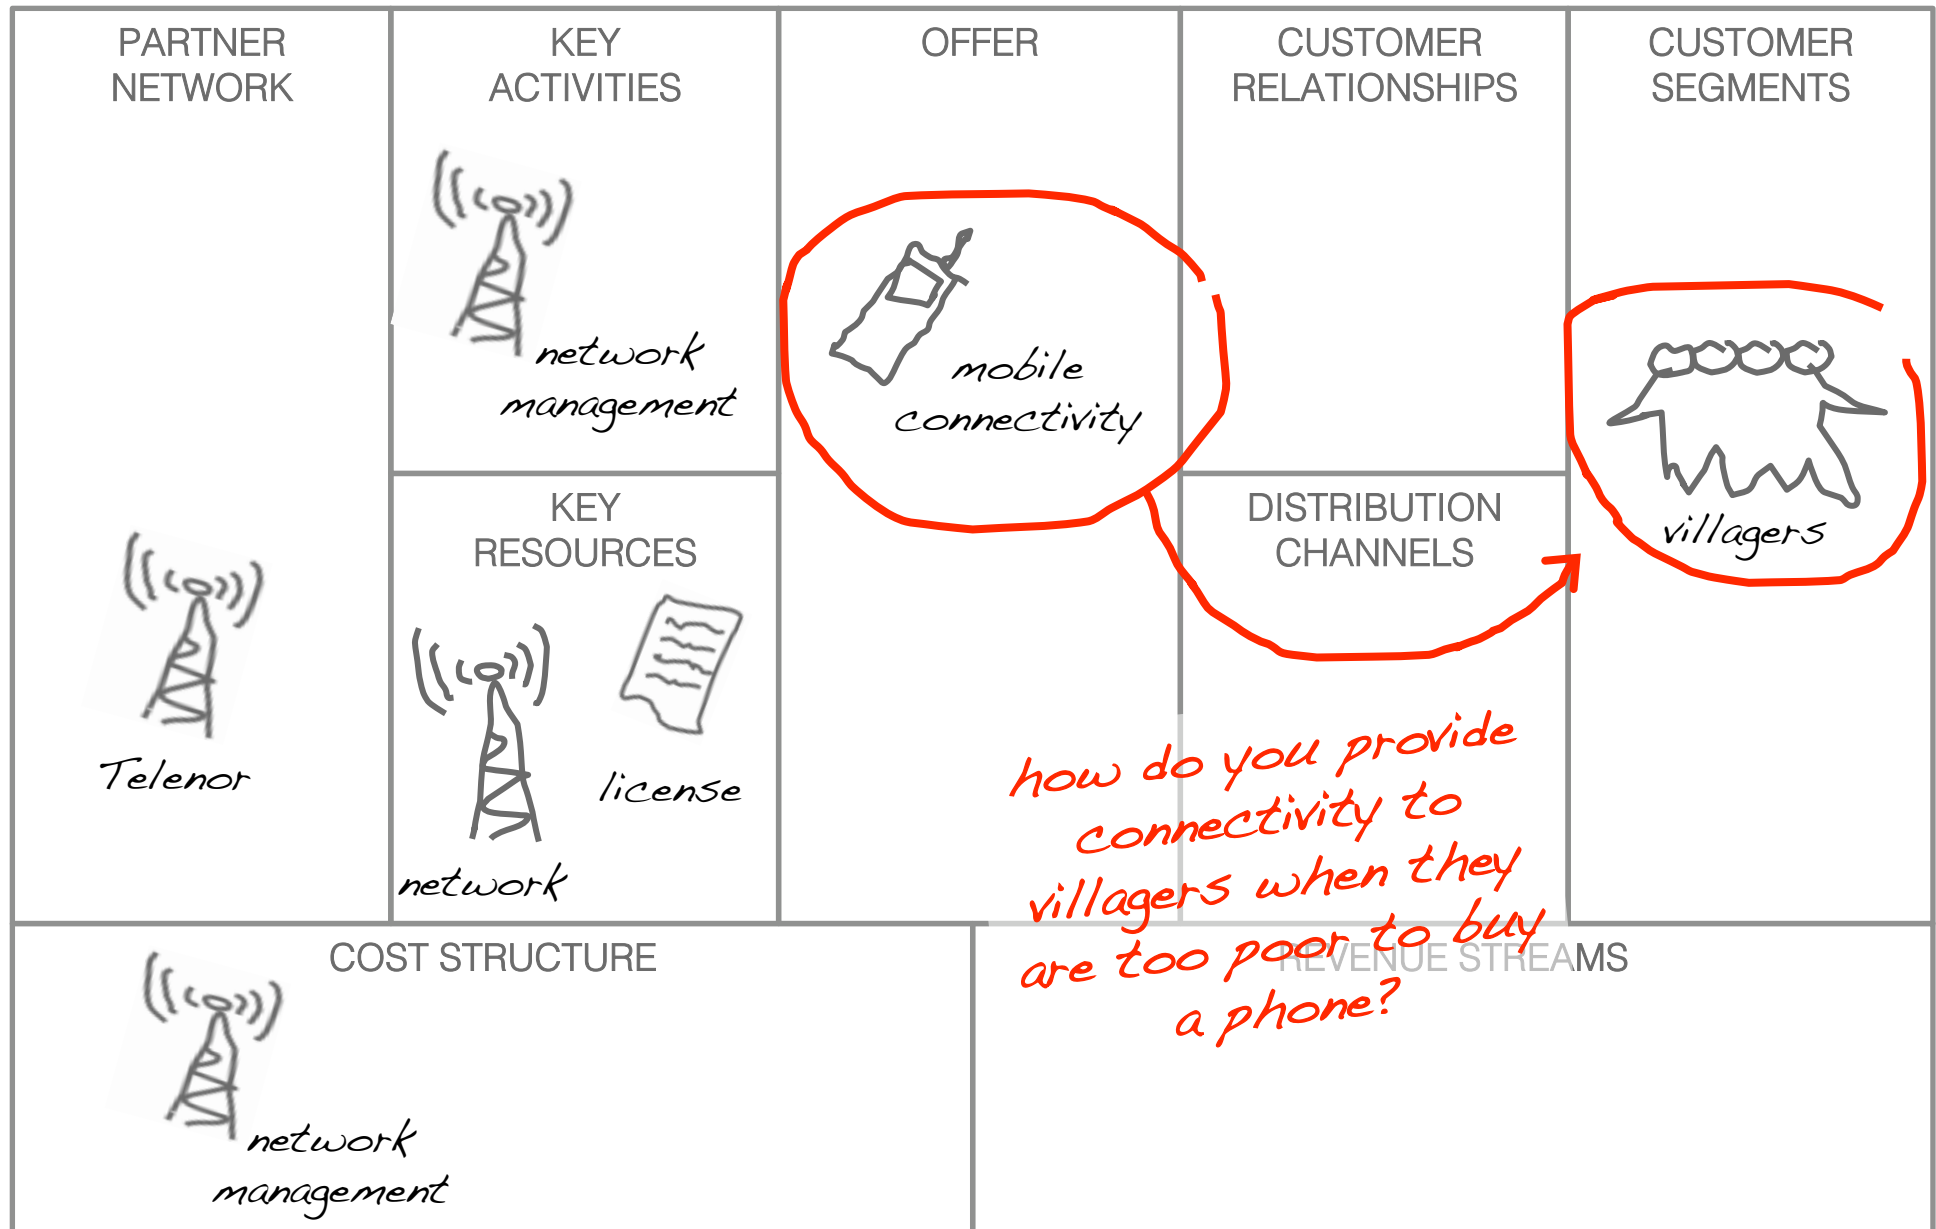 PARTNER
NETWORK
Telenor
KEY
ACTIVITIES
network
management
KEY
RESOURCES
license
network
OFFER
mobile
connectivity
CUSTOMER
RELATIONSHIPS
DISTRIBUTION
CHANNELS
CUSTOMER
SEGMENTS
villagers
how do you provide
connectivity to
villagers when they
are too poor to buy
a phone?
COST STRUCTURE
network
management
REVENUE STREAMS